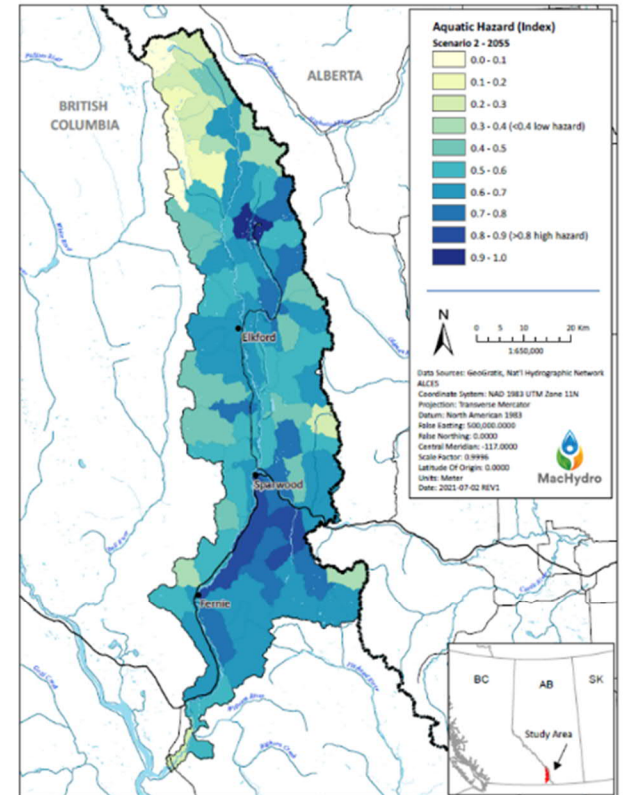 Aquatic Hazard (Index)
Scenario 2 - 2055
0.0 - 0.1
0.1 - 0.2
0.2 - 0.3
0.3 - 0.4 (<0.4 low hazard)
0.4 - 0.5
0.5 - 0.6
0.6 - 0.7
0.7 - 0.8
0.8 - 0.9 (>0.8 high hazard)
0.9 - 1.0
ALBERTA
BRITISH
COLUMBIA
N
0 5 10 20 Km
1:650,000
Elkford
Data Sources: GeoGratis, Nat'l Hydrographic Network
ALCES
Coordinate System: NAD 1983 UTM Zone 11N
Projection: Transverse Mercator
Datum: North American 1983
False Easting: 500,000.0000
False Northing: 0.0000
Central Meridian: -117.0000
Scale Factor: 0.9996
Latitude Of Origin: 0.0000
Units: Meter
Date: 2021-07-02 REV1
MacHydro
Sparwood
Fernie
BC
AB
SK
Study Area